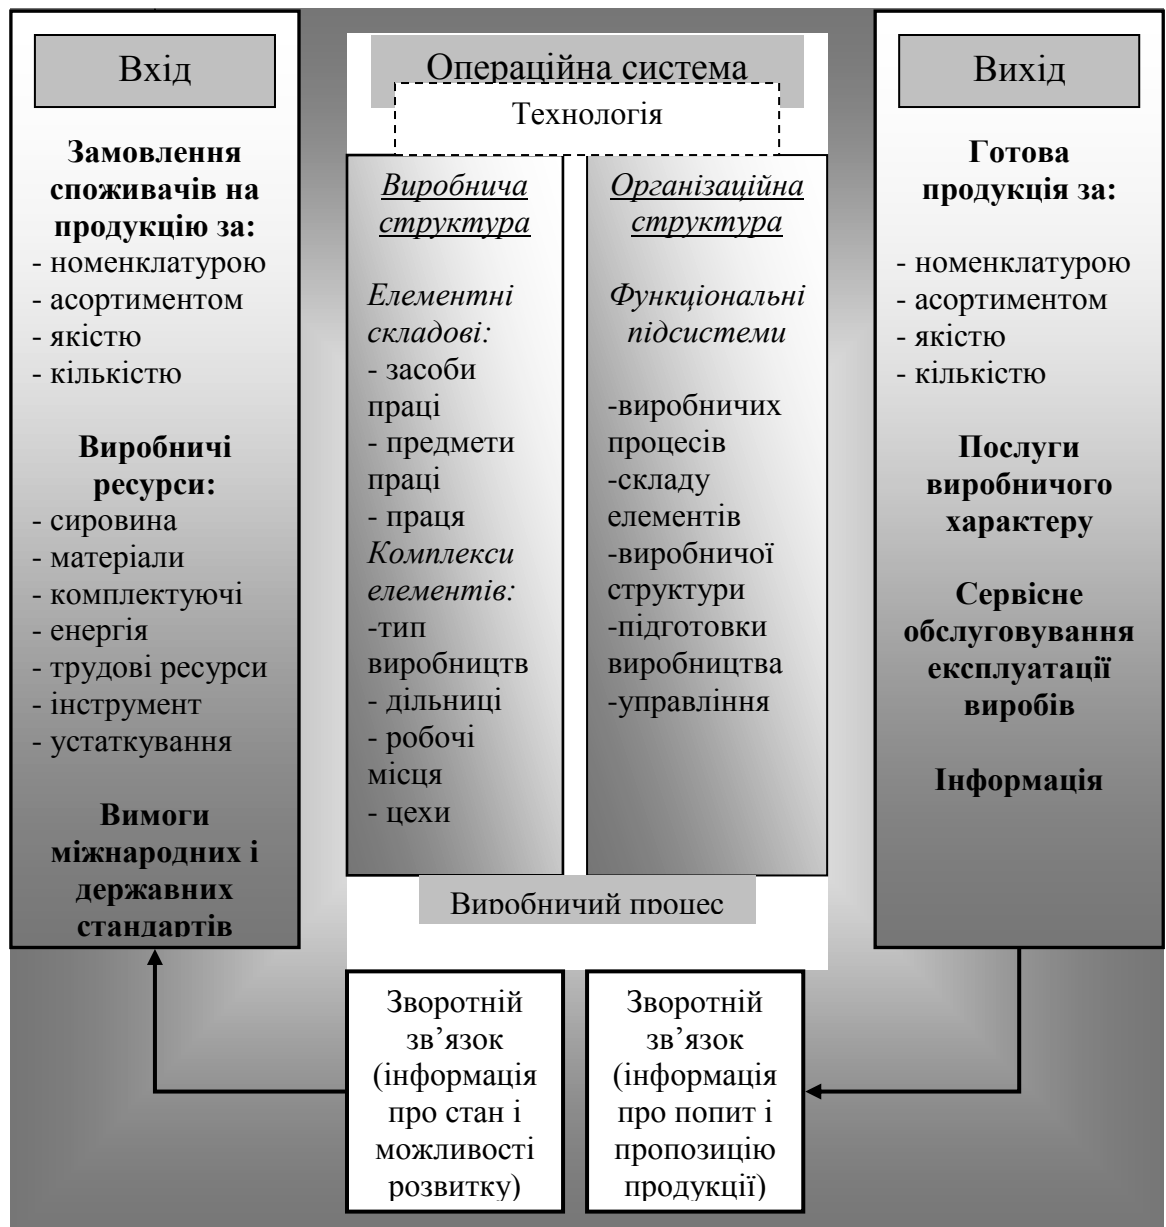 Вхід
Замовлення
споживачів на
продукцію за:
- номенклатурою
- асортиментом
- якістю
- кількістю
Виробничі
ресурси:
- сировина
- матеріали
- комплектуючі
- енергія
- трудові ресурси
- інструмент
- устаткування
Вимоги
міжнародних і
державних
стандартів
Операційна система
Технологія
Виробнича
структура
Елементні
складові:
- засоби
праці
- предмети
праці
- праця
Комплекси
елементів:
-тип
виробництв
- дільниці
- робочі
місця
- цехи
Організаційна
структура
Функціональні
підсистеми
-виробничих
процесів
-складу
елементів
-виробничої
структури
-підготовки
виробництва
-управління
Виробничий процес
Вихід
Готова
продукція за:
- номенклатурою
- асортиментом
- якістю
- кількістю
Послуги
виробничого
характеру
Сервісне
обслуговування
експлуатації
виробів
Інформація
Зворотній
зв’язок
(інформація
про стан і
можливості
розвитку)
Зворотній
зв’язок
(інформація
про попит і
пропозицію
продукції)